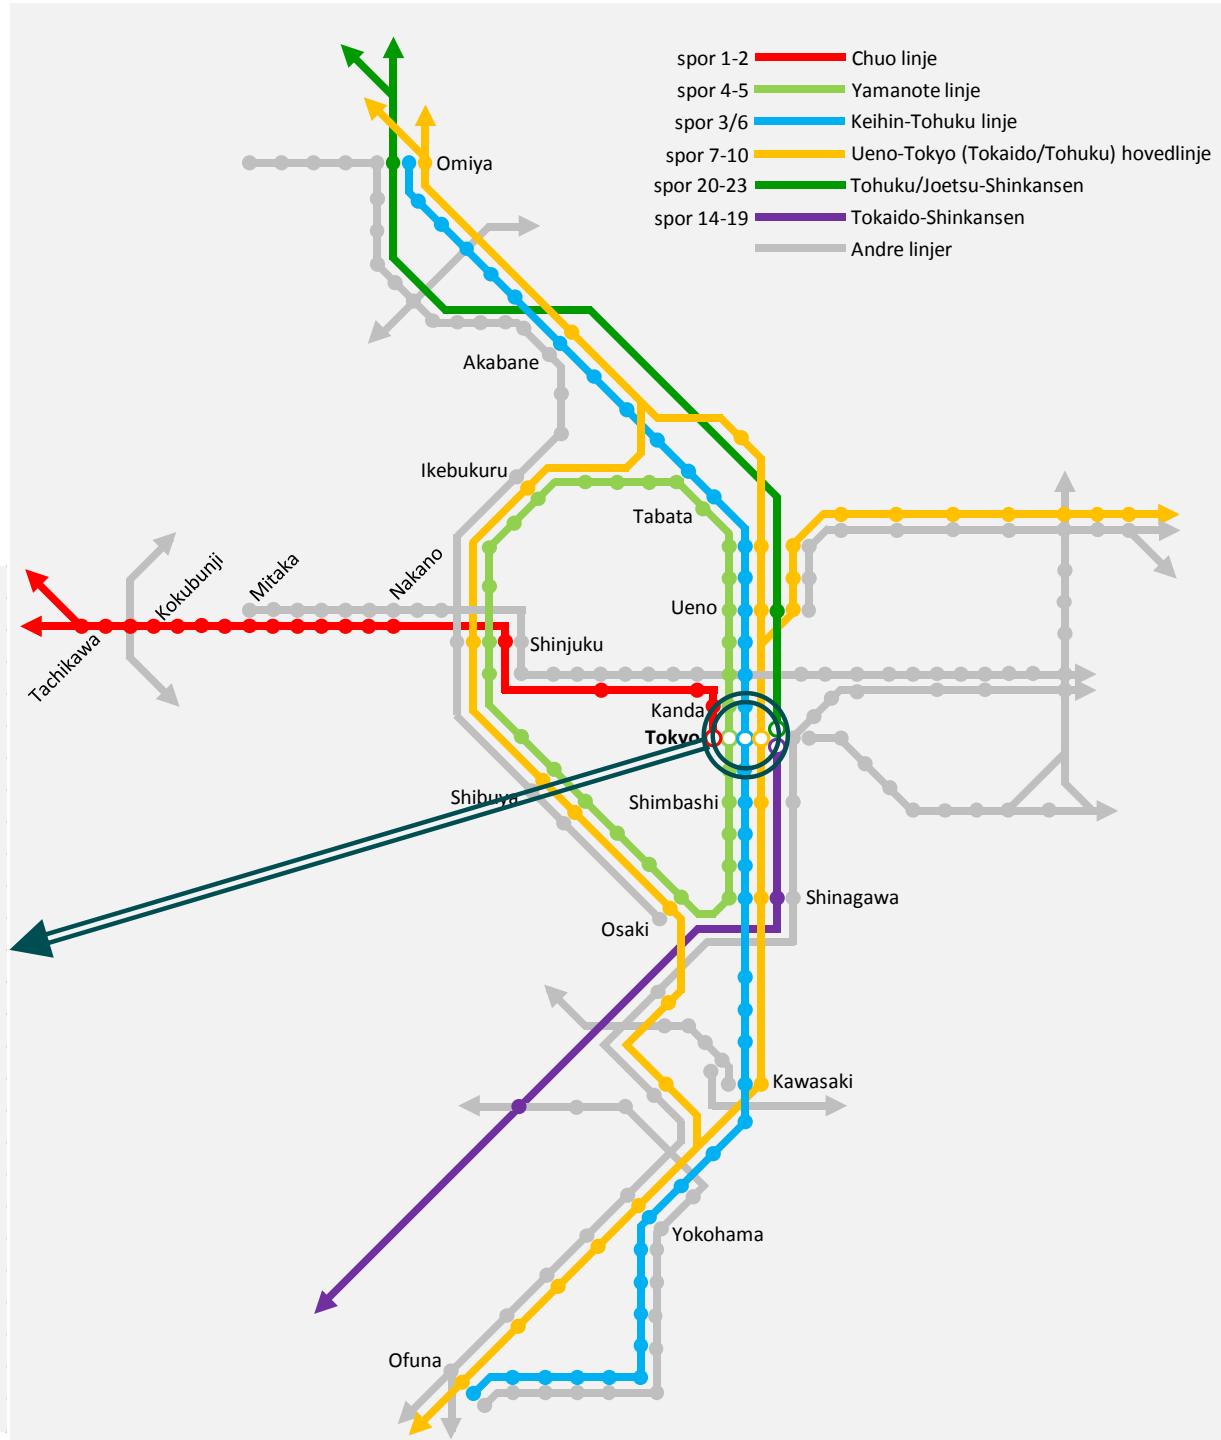 spor 1-2 Chuo linje
spor 4-5 Yamanote linje
spor 3/6 Keihin-Tohuku linje
spor 7-10 Ueno-Tokyo (Tokaido/Tohuku) hovedlinje
spor 20-23 Tohuku/Joetsu-Shinkansen
spor 14-19 Tokaido-Shinkansen
Andre linjer
Omiya
Akabane
Ikebukuru
Tabata
Nakano
Mitaka
Kokubunji
Tachikawa
Ueno
Shinjuku
Kanda
Tokyo
Shibuya
Shimbashi
Shinagawa
Osaki
Kawasaki
Yokohama
Ofuna